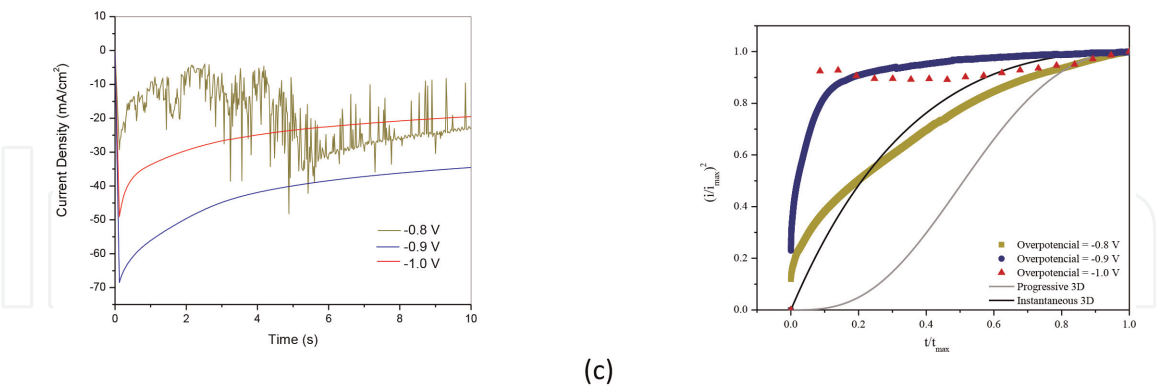 10
0
-10
-20
-30
-40
-50
-60
-70
Current Density (mA/cm²)
-0.8 V
-0.9 V
-1.0 V
0 2 4 6 8 10
Time (s)
1.0
0.8
0.6
0.4
0.2
0.0
(i/i_max)²
Overpotencial = -0.8 V
Overpotencial = -0.9 V
Overpotencial = -1.0 V
Progressive 3D
Instantaneous 3D
0.0 0.2 0.4 0.6 0.8 1.0
t/t_max
(c)